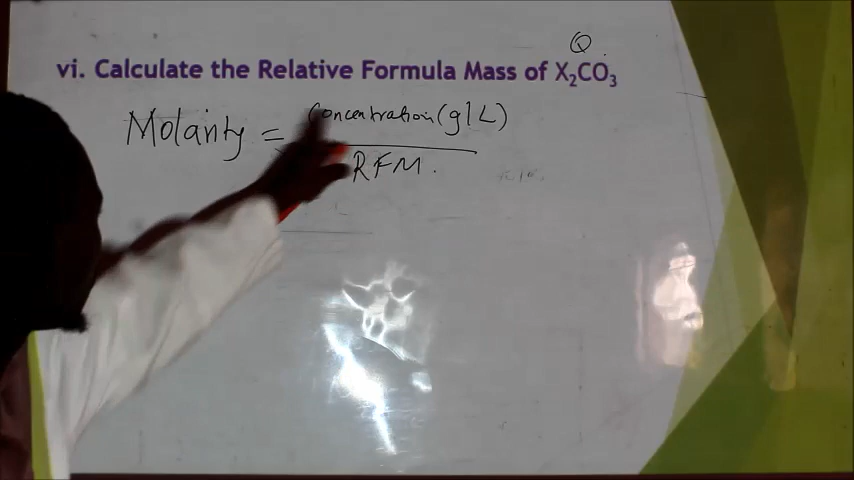 Q
vi. Calculate the Relative Formula Mass of X₂CO₃
Molarity = Concentration (g/L)
RFM.